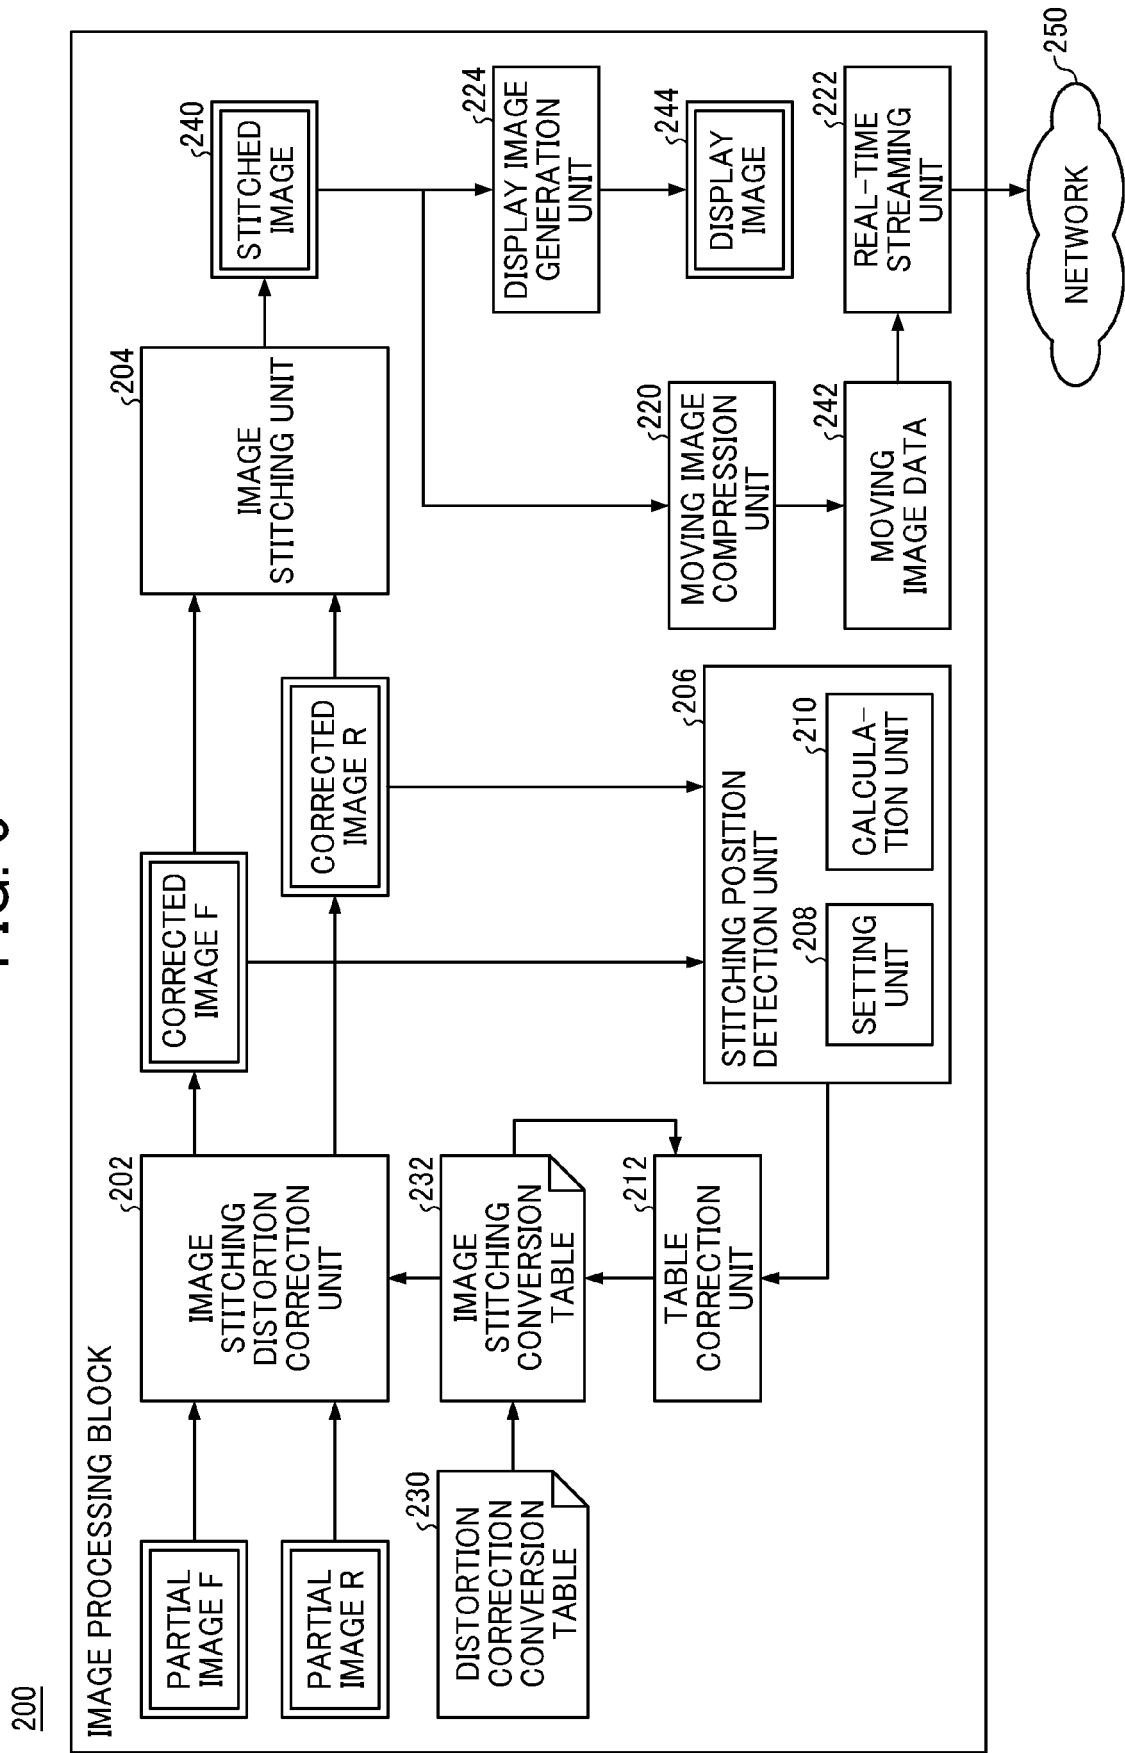 200
FIG.
IMAGE PROCESSING BLOCK
PARTIAL
IMAGE F
PARTIAL
IMAGE R
230
DISTORTION
CORRECTION
CONVERSION
TABLE
202
IMAGE
STITCHING
DISTORTION
CORRECTION
UNIT
232
IMAGE
STITCHING
CONVERSION
TABLE
212
TABLE
CORRECTION
UNIT
CORRECTED
IMAGE F
CORRECTED
IMAGE R
206
STITCHING POSITION
DETECTION UNIT
208
SETTING
UNIT
210
CALCULA-
TION UNIT
204
IMAGE
STITCHING UNIT
240
STITCHED
IMAGE
220
MOVING IMAGE
COMPRESSION
UNIT
242
MOVING
IMAGE DATA
224
DISPLAY IMAGE
GENERATION
UNIT
244
DISPLAY
IMAGE
222
REAL-TIME
STREAMING
UNIT
250
NETWORK